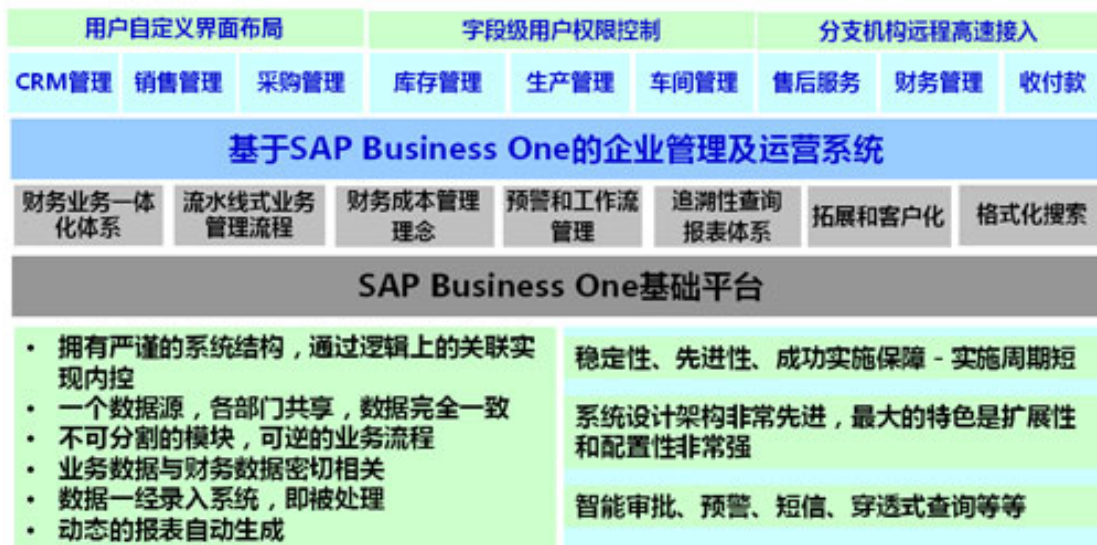 用户自定义界面布局 字段级用户权限控制 分支机构远程高速接入
CRM管理 销售管理 采购管理 库存管理 生产管理 车间管理 售后服务 财务管理 收付款
基于SAP Business One的企业管理及运营系统
财务业务一体化体系
流水线式业务管理流程
财务成本管理理念
预警和工作流管理
追溯性查询报表体系
拓展和客户化
格式化搜索
SAP Business One基础平台
• 拥有严谨的系统结构，通过逻辑上的关联实
现内控
• 一个数据源，各部门共享，数据完全一致
• 不可分割的模块，可逆的业务流程
• 业务数据与财务数据密切相关
• 数据一经录入系统，即被处理
• 动态的报表自动生成
稳定性、先进性、成功实施保障－实施周期短
系统设计架构非常先进，最大的特色是扩展性
和配置性非常强
智能审批、预警、短信、穿透式查询等等